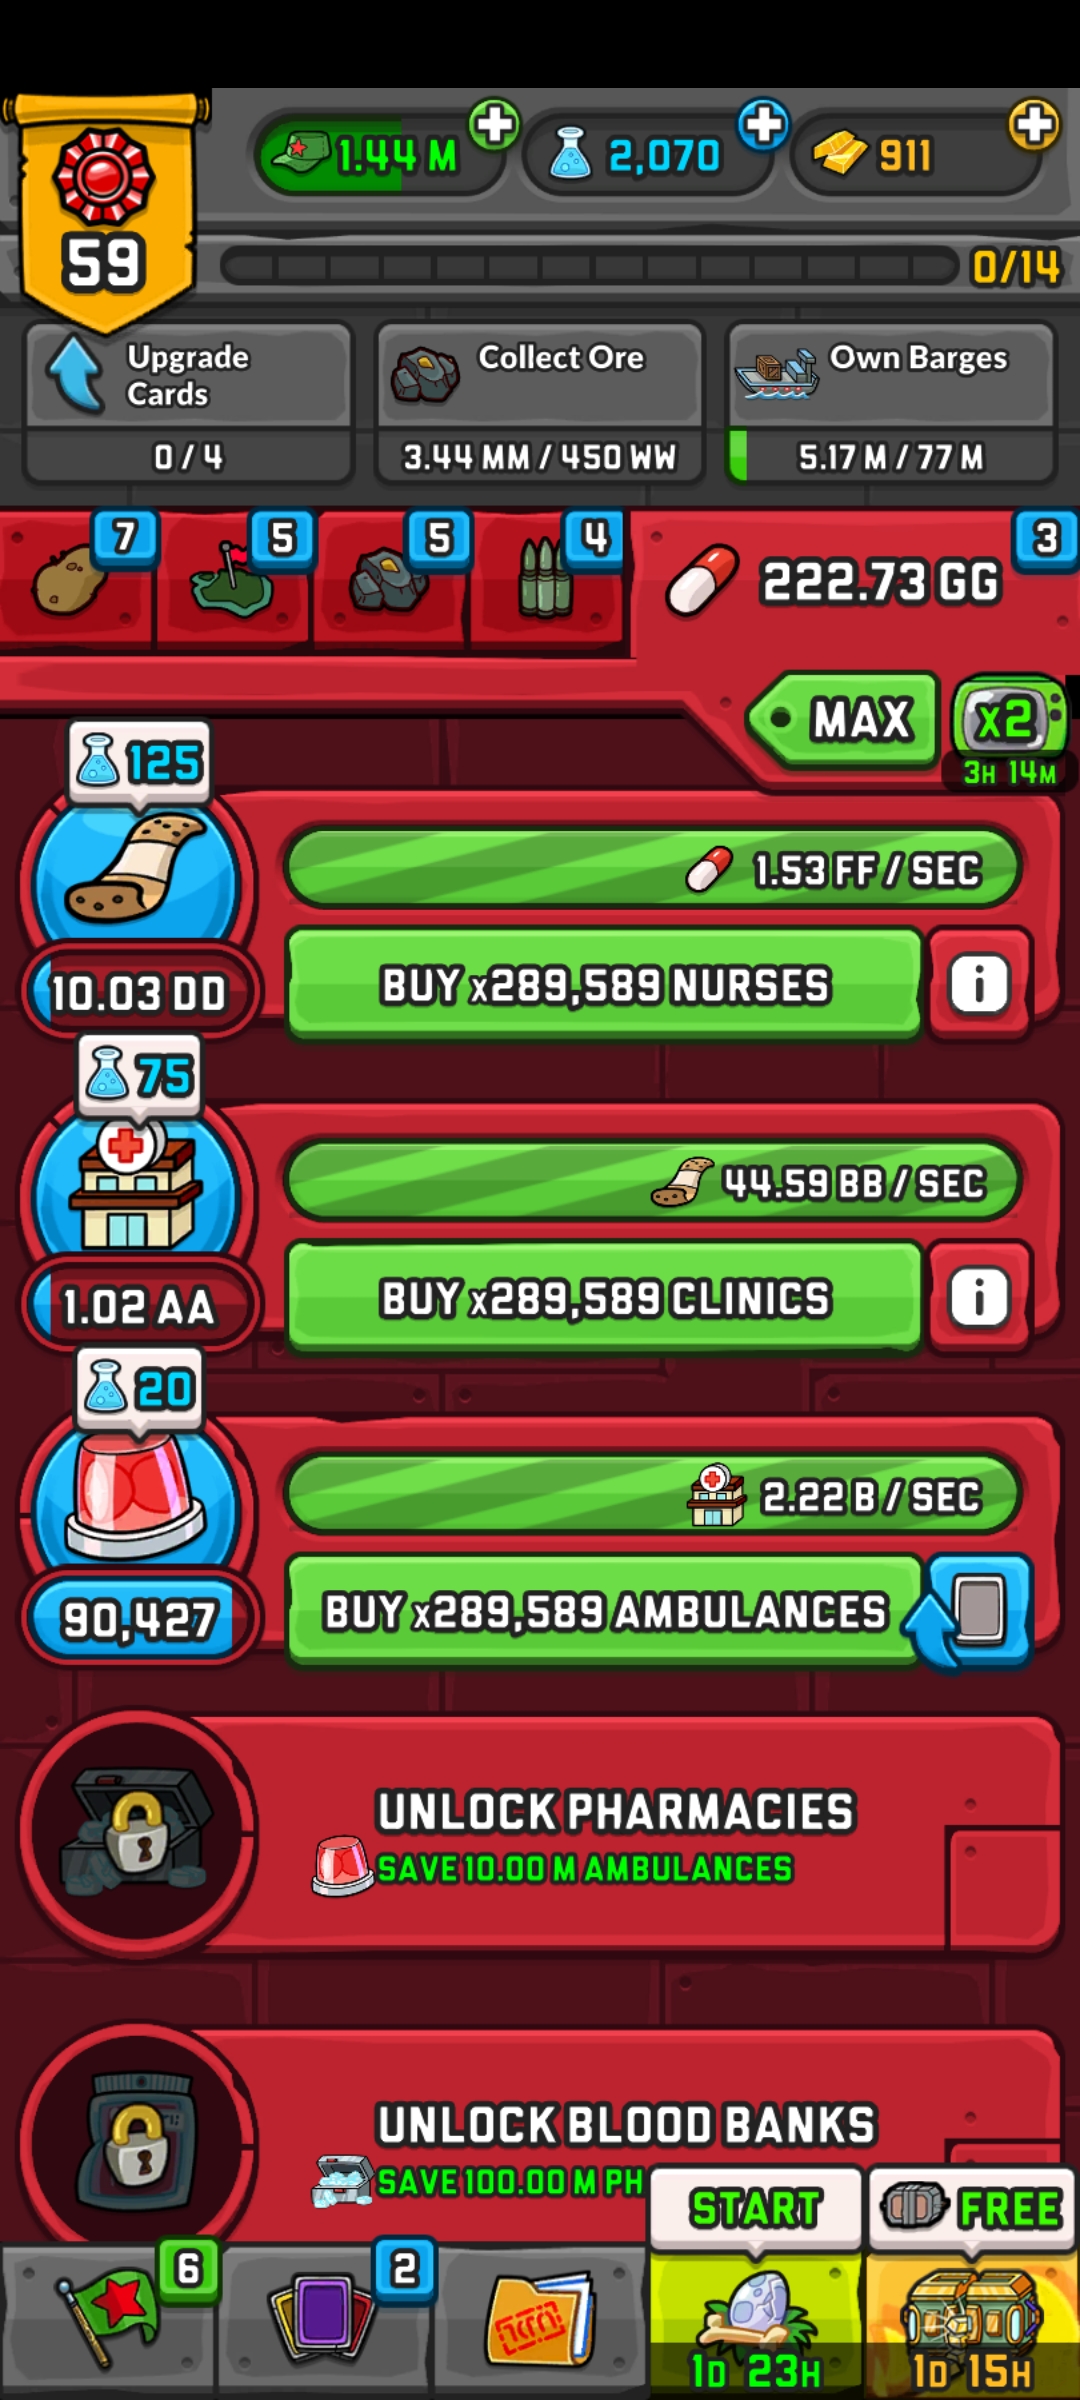 1.44 M
2,070
911
59
0/14
Upgrade
Cards
0 / 4
Collect Ore
3.44 MM / 450 WW
Own Barges
5.17 M / 77 M
7
5
5
4
3
222.73 GG
MAX
x2
3H 14M
125
1.53 FF / SEC
10.03 DD
BUY x289,589 NURSES
i
75
44.59 BB / SEC
1.02 AA
BUY x289,589 CLINICS
i
20
2.22 B / SEC
90,427
BUY x289,589 AMBULANCES
UNLOCK PHARMACIES
SAVE 10.00 M AMBULANCES
UNLOCK BLOOD BANKS
SAVE 100.00 M PH
START
FREE
6
2
1D 23H
1D 15H